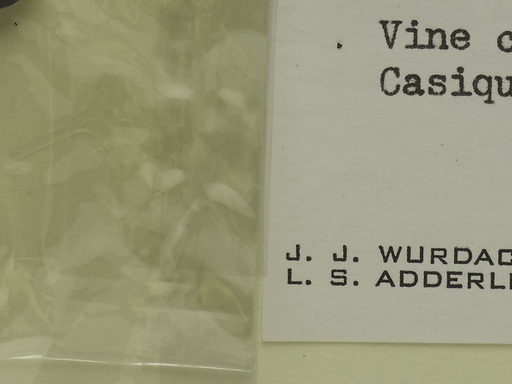 Vine c
Casiqu
J. J. WURDAC
L. S. ADDERL